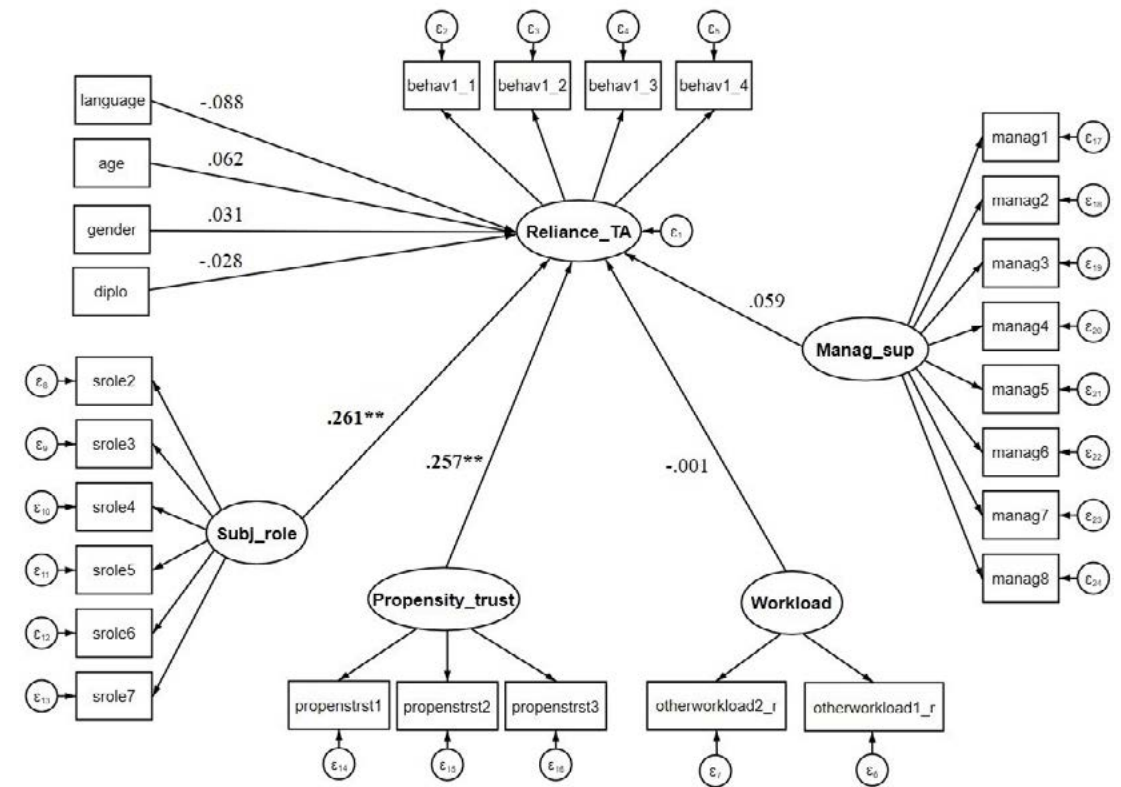 ε₂
ε₃
ε₄
ε₅
behav1_1
behav1_2
behav1_3
behav1_4
language
-.088
age
.062
gender
.031
diplo
-.028
Reliance_TA
ε₁
manag1
ε₁₇
manag2
ε₁₈
manag3
ε₁₉
manag4
ε₂₀
manag5
ε₂₁
manag6
ε₂₂
manag7
ε₂₃
manag8
ε₂₄
.059
Manag_sup
ε₈
srole2
ε₉
srole3
ε₁₀
srole4
ε₁₁
srole5
ε₁₂
srole6
ε₁₃
srole7
Subj_role
.261**
.257**
-.001
Propensity_trust
Workload
propenstrst1
propenstrst2
propenstrst3
otherworkload2_r
otherworkload1_r
ε₁₄
ε₁₅
ε₁₆
ε₇
ε₆